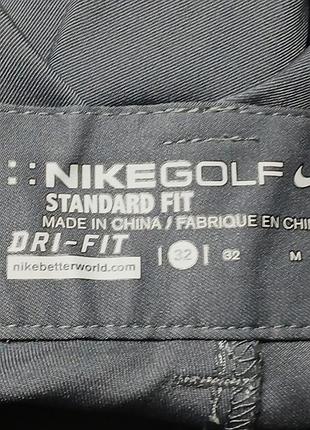 NIKEGOLF
STANDARD FIT
MADE IN CHINA / FABRIQUE EN CHI
DRI-FIT | 32 | 32 M
nikebetterworld.com